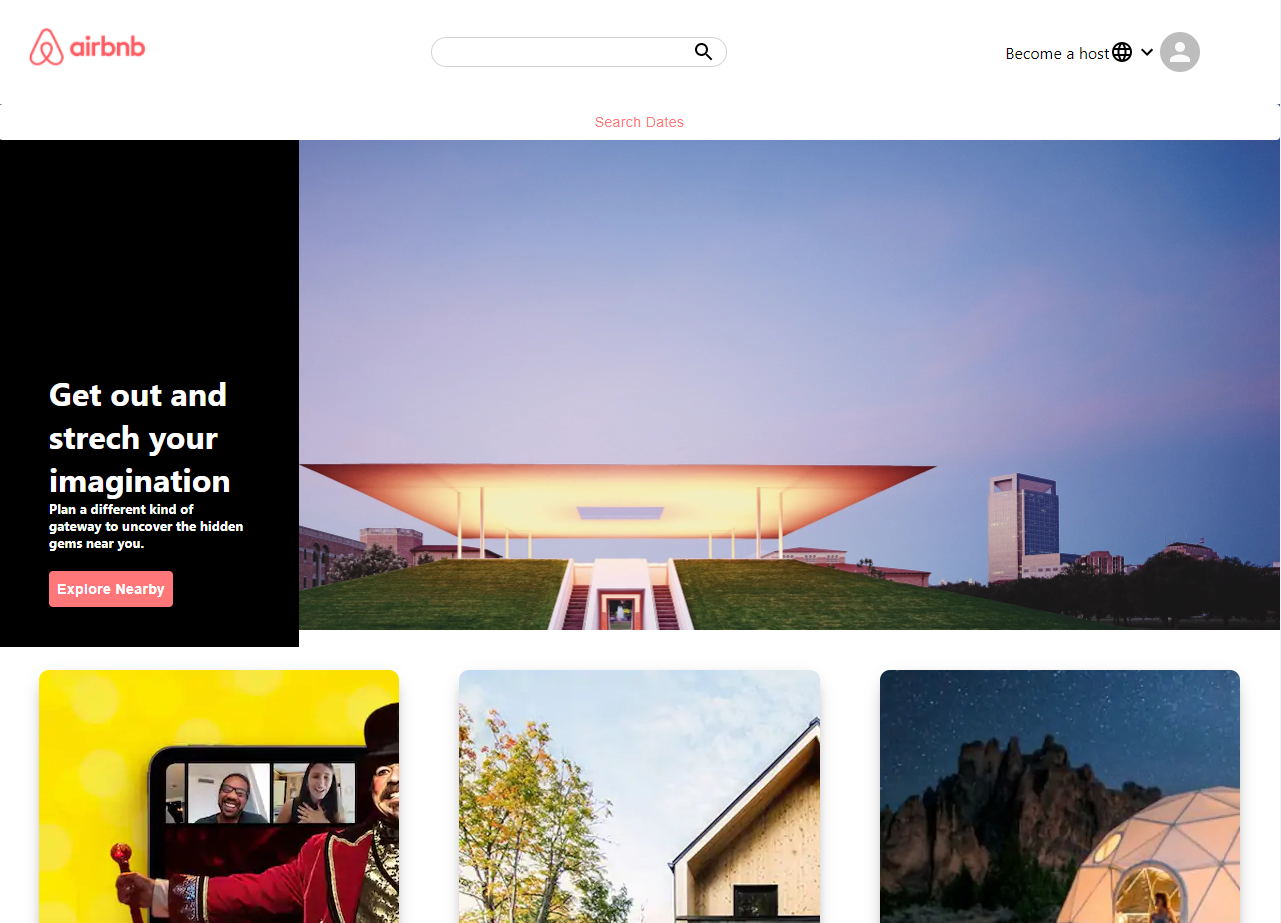 airbnb
Become a host
Search Dates
Get out and
strech your
imagination
Plan a different kind of
gateway to uncover the hidden
gems near you.
Explore Nearby